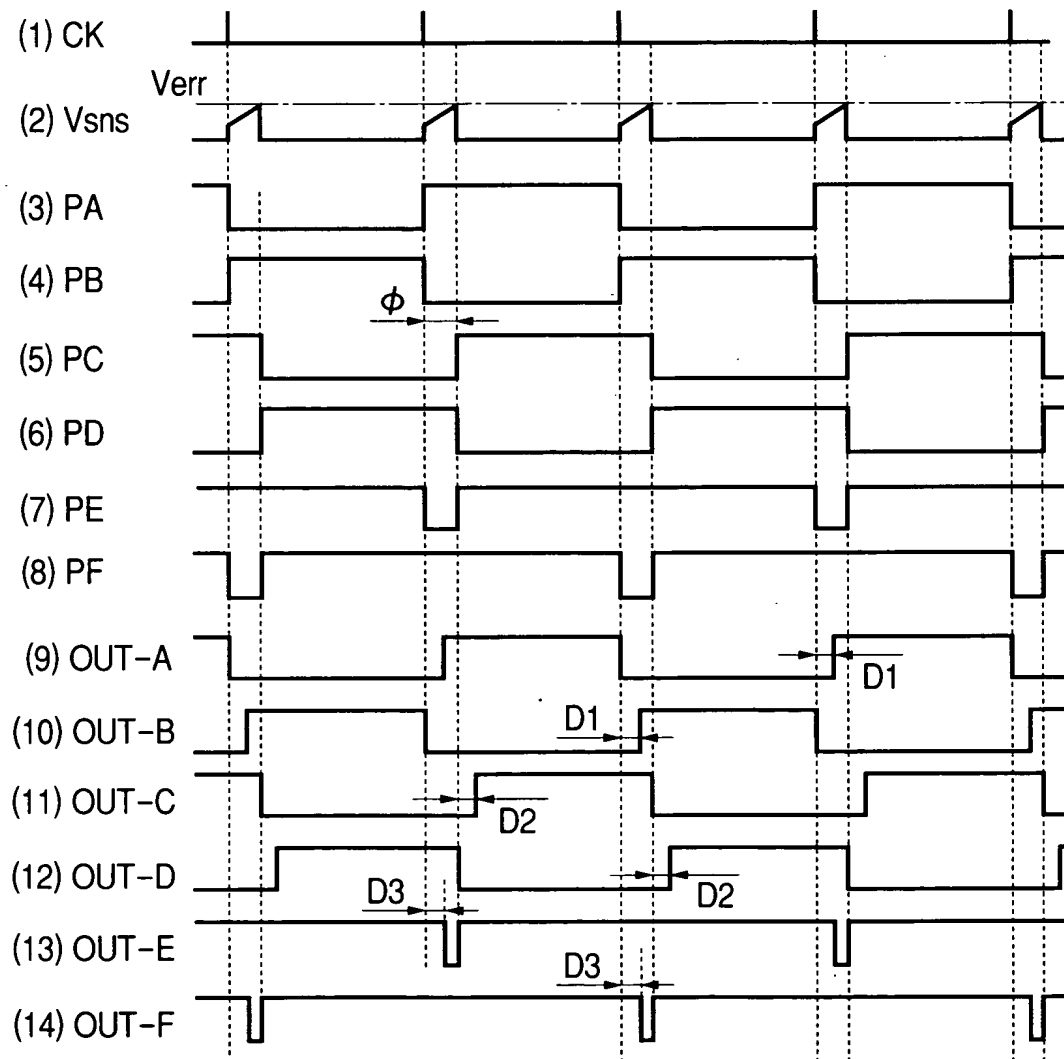 (1) CK
Verr
(2) Vsns
(3) PA
(4) PB
ϕ
(5) PC
(6) PD
(7) PE
(8) PF
(9) OUT-A
D1
(10) OUT-B
D1
(11) OUT-C
D2
(12) OUT-D
D2
D3
(13) OUT-E
D3
(14) OUT-F